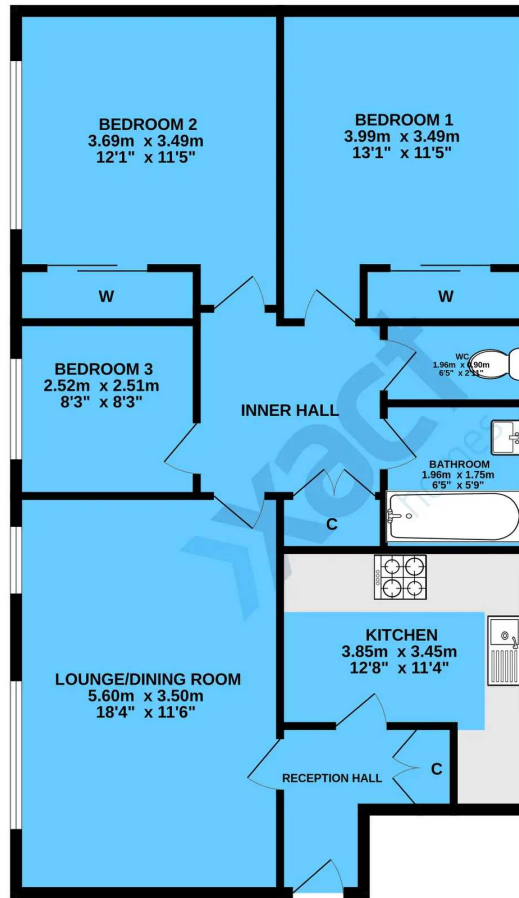 BEDROOM 2
3.69m x 3.49m
12'1" x 11'5"
BEDROOM 1
3.99m x 3.49m
13'1" x 11'5"
W
W
BEDROOM 3
2.52m x 2.51m
8'3" x 8'3"
WC
1.96m x 0.90m
6'5" x 2'11"
INNER HALL
BATHROOM
1.96m x 1.75m
6'5" x 5'9"
C
xact
homes
KITCHEN
3.85m x 3.45m
12'8" x 11'4"
LOUNGE/DINING ROOM
5.60m x 3.50m
18'4" x 11'6"
RECEPTION HALL
C